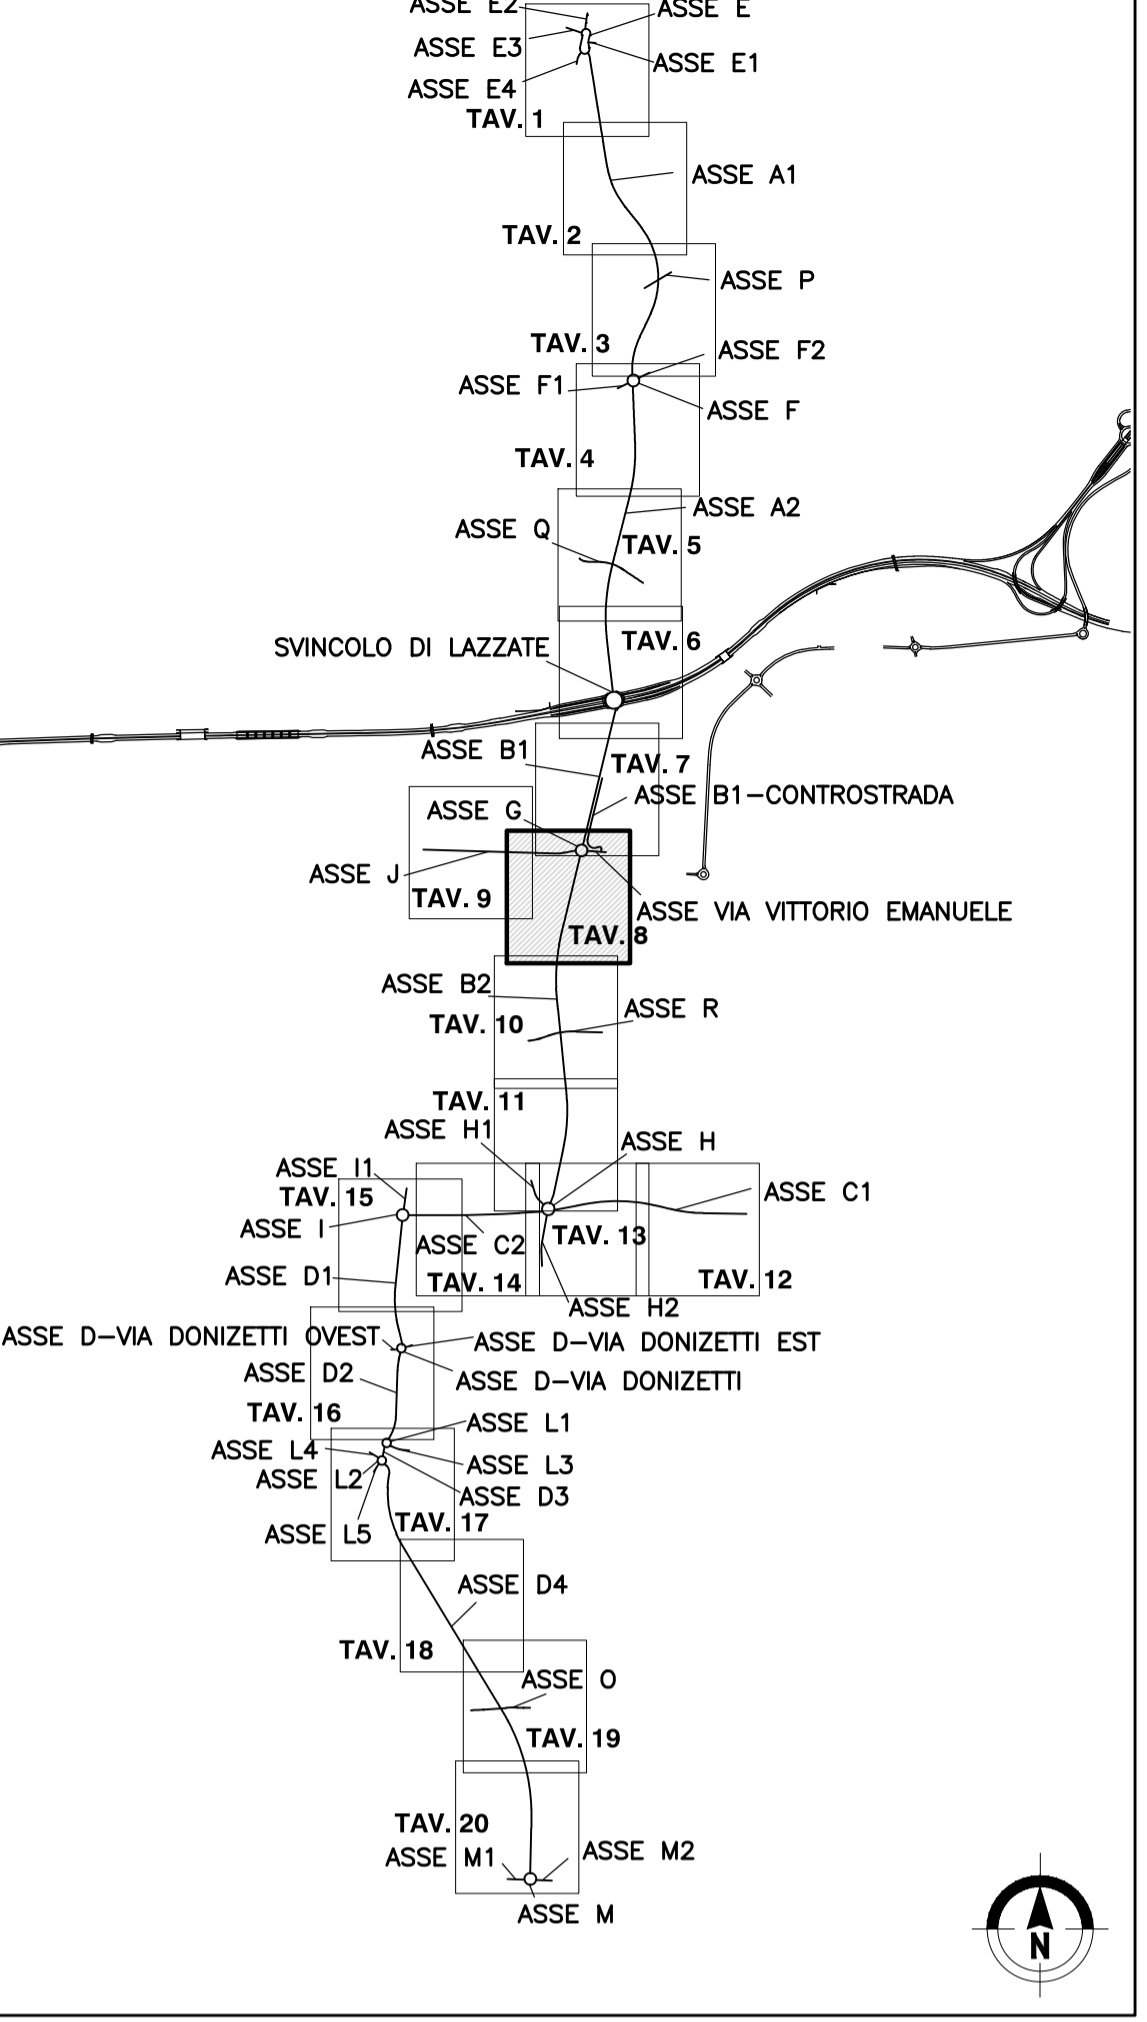 ASSE E2
ASSE E
ASSE E3
ASSE E1
ASSE E4
TAV. 1
ASSE A1
TAV. 2
ASSE P
TAV. 3
ASSE F2
ASSE F1
ASSE F
TAV. 4
ASSE A2
ASSE Q
TAV. 5
SVINCOLO DI LAZZATE
TAV. 6
ASSE B1
TAV. 7
ASSE B1-CONTROSTRADA
ASSE G
ASSE J
TAV. 9
ASSE VIA VITTORIO EMANUELE
TAV. 8
ASSE B2
ASSE R
TAV. 10
TAV. 11
ASSE H1
ASSE H
ASSE I1
TAV. 15
ASSE C1
ASSE I
ASSE C2
TAV. 13
ASSE D1
TAV. 14
TAV. 12
ASSE H2
ASSE D-VIA DONIZETTI OVEST
ASSE D-VIA DONIZETTI EST
ASSE D2
ASSE D-VIA DONIZETTI
TAV. 16
ASSE L1
ASSE L4
ASSE L3
ASSE L2
ASSE D3
TAV. 17
ASSE L5
ASSE D4
TAV. 18
ASSE O
TAV. 19
TAV. 20
ASSE M1
ASSE M2
ASSE M
N